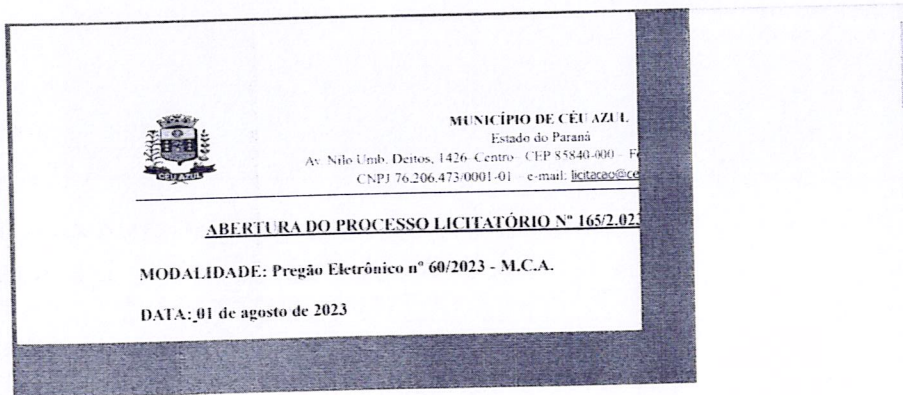 MUNICÍPIO DE CÉU AZUL
Estado do Paraná
Av. Nilo Umb. Deitos, 1426 Centro - CEP 85840-000 -
CNPJ 76.206.473/0001-01 - e-mail: licitacao@ce
CÉU AZUL
ABERTURA DO PROCESSO LICITATÓRIO Nº 165/2.023
MODALIDADE: Pregão Eletrônico nº 60/2023 - M.C.A.
DATA: 01 de agosto de 2023